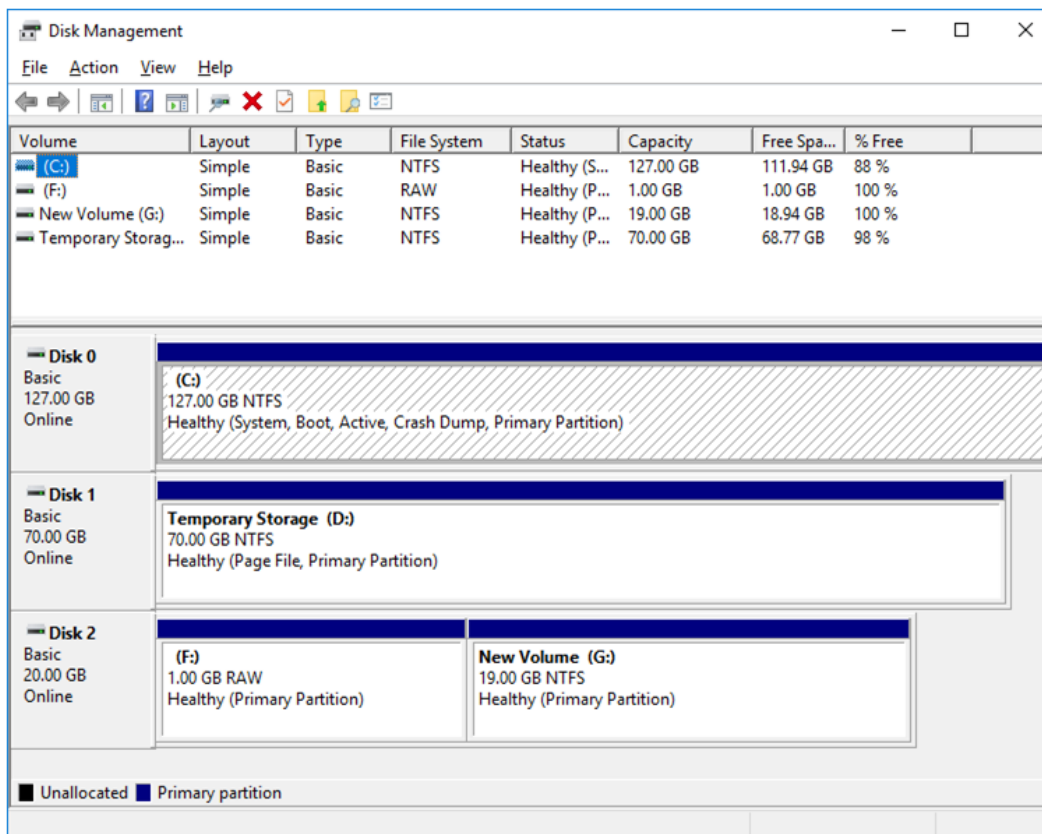 Disk Management
File Action View Help
Volume Layout Type File System Status Capacity Free Spa... % Free
(C:) Simple Basic NTFS Healthy (S... 127.00 GB 111.94 GB 88 %
(F:) Simple Basic RAW Healthy (P... 1.00 GB 1.00 GB 100 %
New Volume (G:) Simple Basic NTFS Healthy (P... 19.00 GB 18.94 GB 100 %
Temporary Storag... Simple Basic NTFS Healthy (P... 70.00 GB 68.77 GB 98 %
Disk 0
Basic
127.00 GB
Online
(C:)
127.00 GB NTFS
Healthy (System, Boot, Active, Crash Dump, Primary Partition)
Disk 1
Basic
70.00 GB
Online
Temporary Storage (D:)
70.00 GB NTFS
Healthy (Page File, Primary Partition)
Disk 2
Basic
20.00 GB
Online
(F:)
1.00 GB RAW
Healthy (Primary Partition)
New Volume (G:)
19.00 GB NTFS
Healthy (Primary Partition)
Unallocated Primary partition